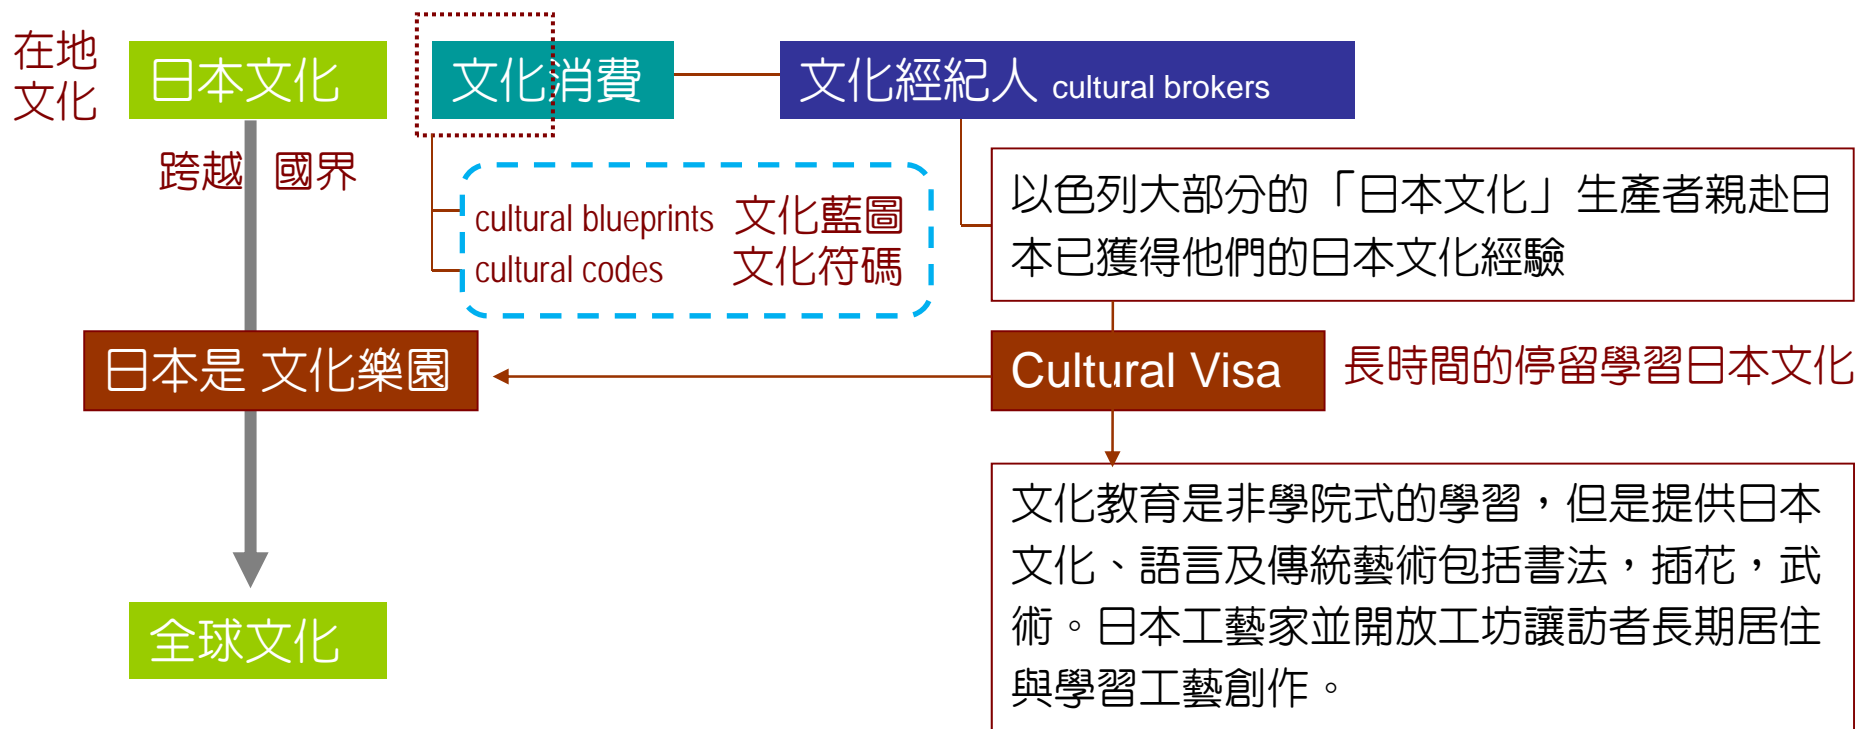 在地
文化
日本文化
文化消費
文化經紀人 cultural brokers
跨越 國界
cultural blueprints 文化藍圖
cultural codes 文化符碼
以色列大部分的「日本文化」生產者親赴日
本已獲得他們的日本文化經驗
日本是 文化樂園
Cultural Visa
長時間的停留學習日本文化
全球文化
文化教育是非學院式的學習，但是提供日本
文化、語言及傳統藝術包括書法，插花，武
術。日本工藝家並開放工坊讓訪者長期居住
與學習工藝創作。